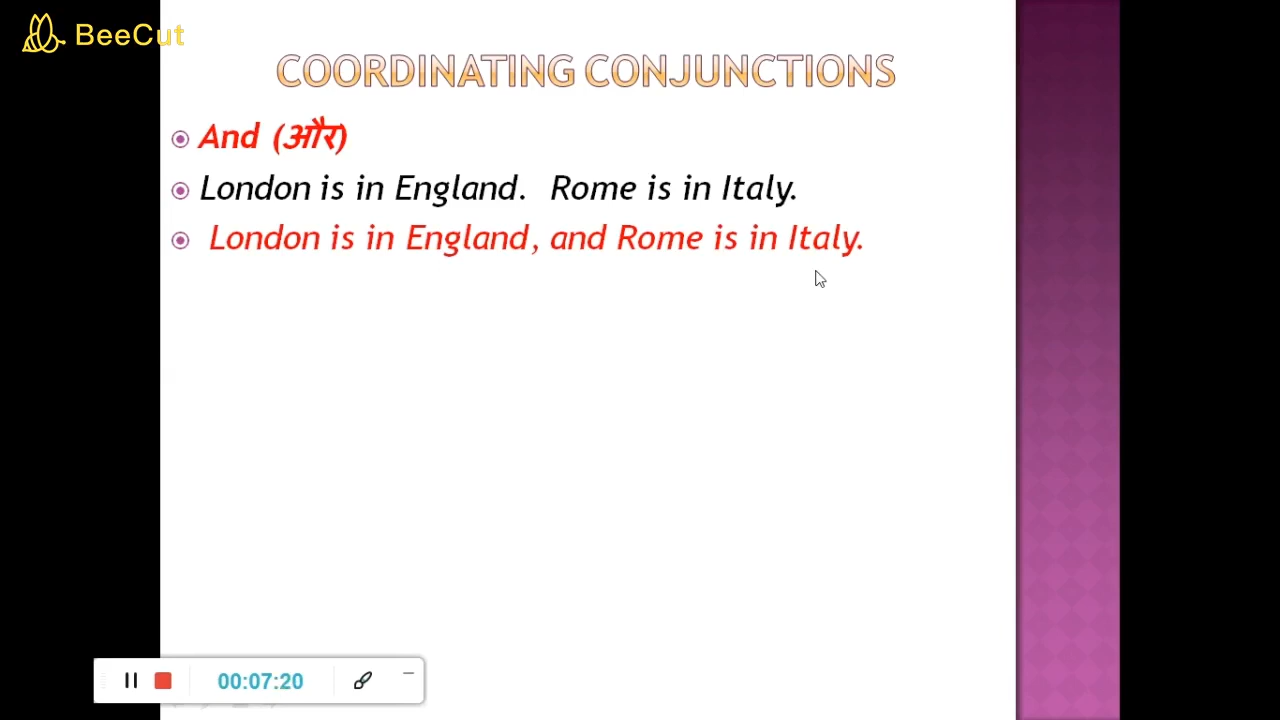 BeeCut
COORDINATING CONJUNCTIONS
And (और)
London is in England.  Rome is in Italy.
London is in England, and Rome is in Italy.
00:07:20